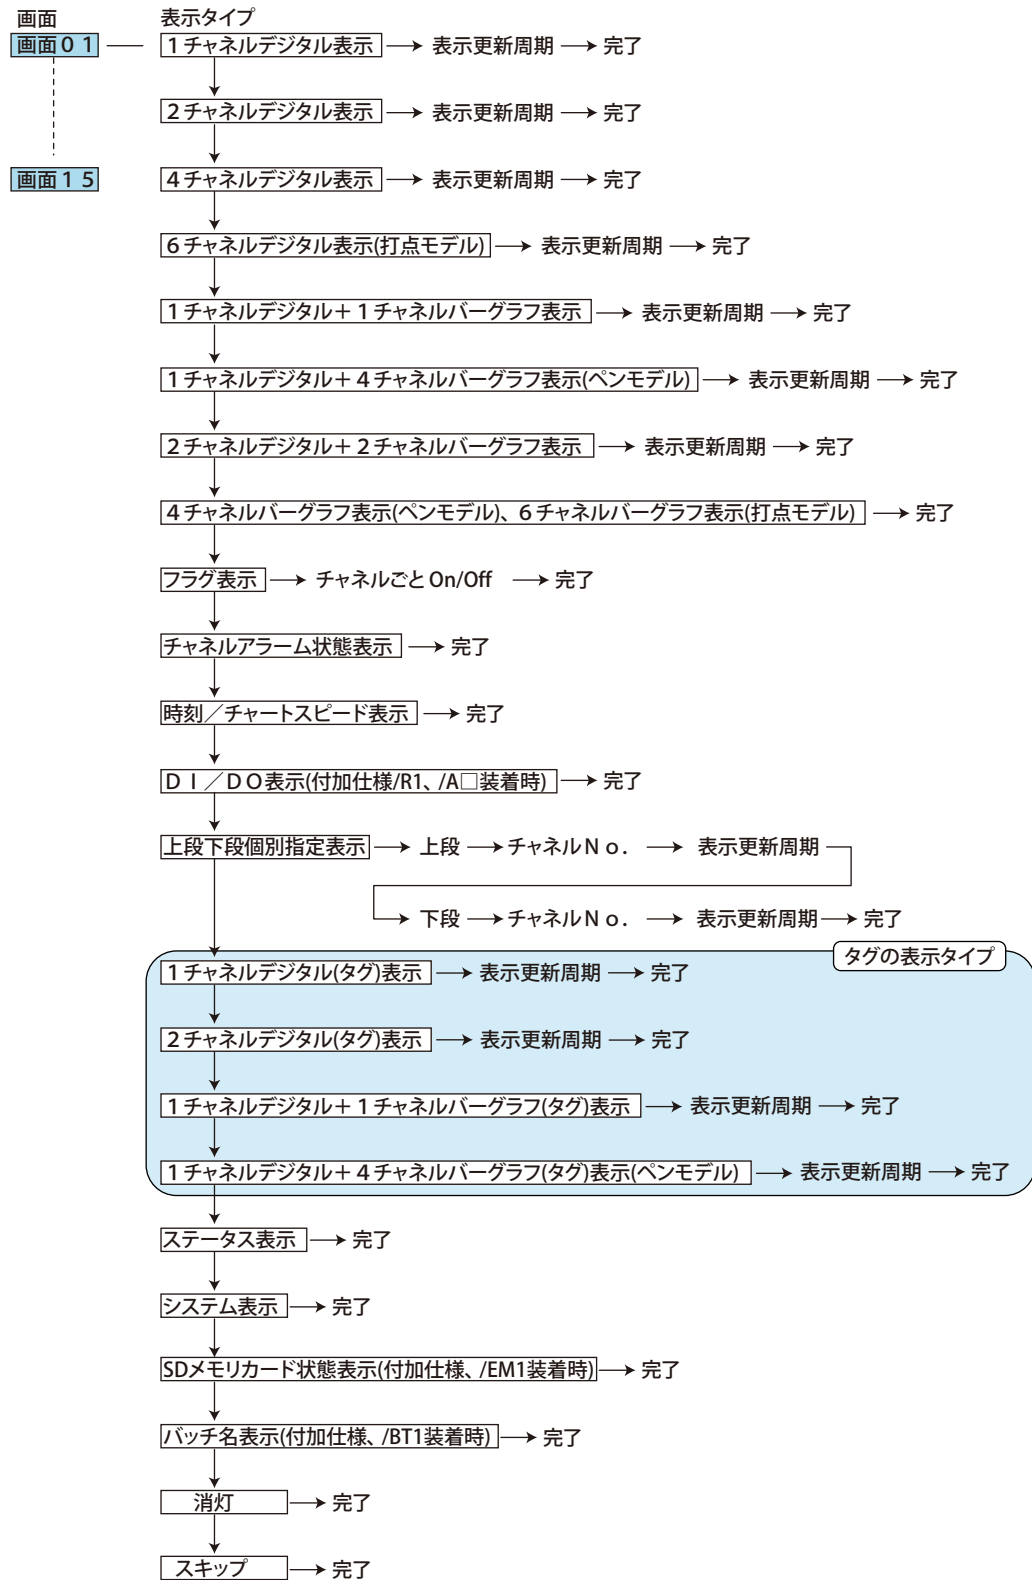 画面 表示タイプ
画面０１ １チャネルデジタル表示 表示更新周期 完了
２チャネルデジタル表示 表示更新周期 完了
画面１５ ４チャネルデジタル表示 表示更新周期 完了
６チャネルデジタル表示(打点モデル) 表示更新周期 完了
１チャネルデジタル＋１チャネルバーグラフ表示 表示更新周期 完了
１チャネルデジタル＋４チャネルバーグラフ表示(ペンモデル) 表示更新周期 完了
２チャネルデジタル＋２チャネルバーグラフ表示 表示更新周期 完了
４チャネルバーグラフ表示(ペンモデル)、６チャネルバーグラフ表示(打点モデル) 完了
フラグ表示 チャネルごと On/Off 完了
チャネルアラーム状態表示 完了
時刻／チャートスピード表示 完了
ＤＩ／ＤＯ表示(付加仕様/R1、/A□装着時) 完了
上段下段個別指定表示 上段 チャネルＮｏ． 表示更新周期
下段 チャネルＮｏ． 表示更新周期 完了
タグの表示タイプ
１チャネルデジタル(タグ)表示 表示更新周期 完了
２チャネルデジタル(タグ)表示 表示更新周期 完了
１チャネルデジタル＋１チャネルバーグラフ(タグ)表示 表示更新周期 完了
１チャネルデジタル＋４チャネルバーグラフ(タグ)表示(ペンモデル) 表示更新周期 完了
ステータス表示 完了
システム表示 完了
SDメモリカード状態表示(付加仕様、/EM1装着時) 完了
バッチ名表示(付加仕様、/BT1装着時) 完了
消灯 完了
スキップ 完了